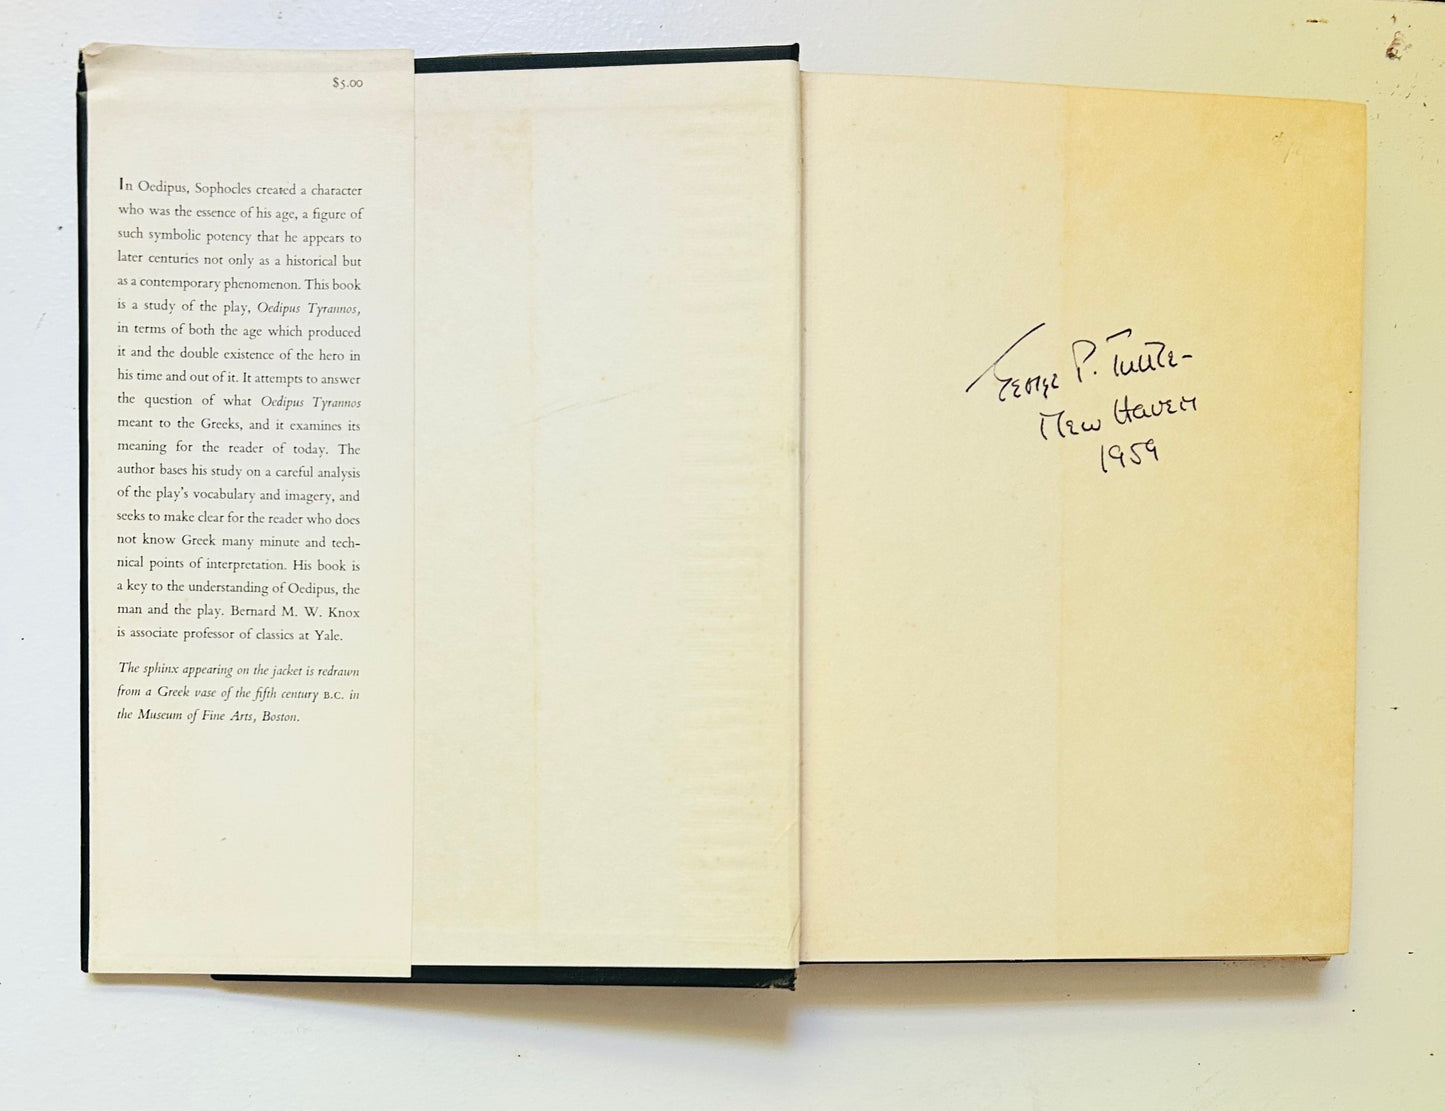 $5.00
In Oedipus, Sophocles created a character
who was the essence of his age, a figure of
such symbolic potency that he appears to
later centuries not only as a historical but
as a contemporary phenomenon. This book
is a study of the play, Oedipus Tyrannos,
in terms of both the age which produced
it and the double existence of the hero in
his time and out of it. It attempts to answer
the question of what Oedipus Tyrannos
meant to the Greeks, and it examines its
meaning for the reader of today. The
author bases his study on a careful analysis
of the play's vocabulary and imagery, and
seeks to make clear for the reader who does
not know Greek many minute and tech-
nical points of interpretation. His book is
a key to the understanding of Oedipus, the
man and the play. Bernard M. W. Knox
is associate professor of classics at Yale.
The sphinx appearing on the jacket is redrawn
from a Greek vase of the fifth century B.C. in
the Museum of Fine Arts, Boston.
George P. Tuttle-
New Haven
1959